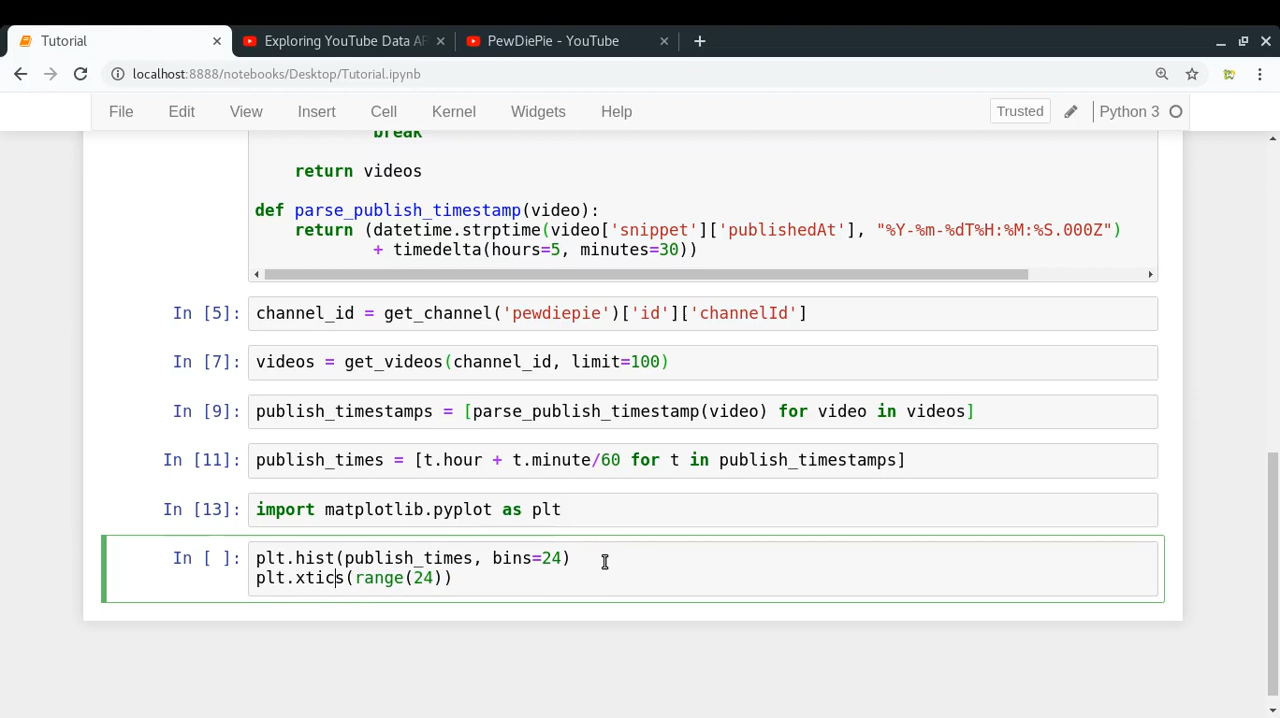 Tutorial
Exploring YouTube Data AP
PewDiePie - YouTube
localhost:8888/notebooks/Desktop/Tutorial.ipynb
File Edit View Insert Cell Kernel Widgets Help Trusted Python 3
break
return videos
def parse_publish_timestamp(video):
return (datetime.strptime(video['snippet']['publishedAt'], "%Y-%m-%dT%H:%M:%S.000Z")
+ timedelta(hours=5, minutes=30))
In [5]: channel_id = get_channel('pewdiepie')['id']['channelId']
In [7]: videos = get_videos(channel_id, limit=100)
In [9]: publish_timestamps = [parse_publish_timestamp(video) for video in videos]
In [11]: publish_times = [t.hour + t.minute/60 for t in publish_timestamps]
In [13]: import matplotlib.pyplot as plt
In [ ]: plt.hist(publish_times, bins=24)
plt.xtics(range(24))